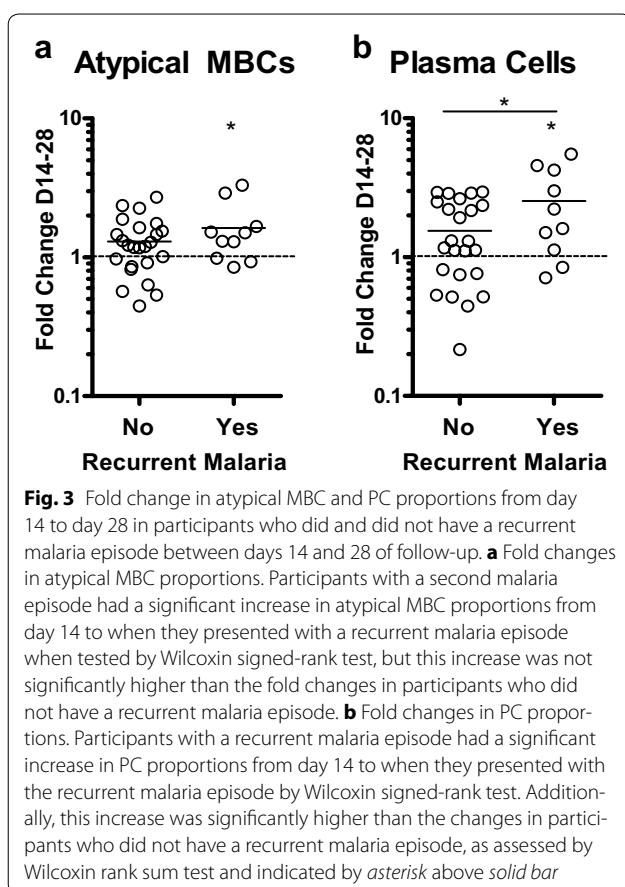 a Atypical MBCs
b Plasma Cells
*
* *
10
1
0.1
Fold Change D14-28
No Yes
Recurrent Malaria
10
1
0.1
Fold Change D14-28
No Yes
Recurrent Malaria
Fig. 3 Fold change in atypical MBC and PC proportions from day
14 to day 28 in participants who did and did not have a recurrent
malaria episode between days 14 and 28 of follow-up. a Fold changes
in atypical MBC proportions. Participants with a second malaria
episode had a significant increase in atypical MBC proportions from
day 14 to when they presented with a recurrent malaria episode
when tested by Wilcoxin signed-rank test, but this increase was not
significantly higher than the fold changes in participants who did
not have a recurrent malaria episode. b Fold changes in PC propor-
tions. Participants with a recurrent malaria episode had a significant
increase in PC proportions from day 14 to when they presented with
the recurrent malaria episode by Wilcoxin signed-rank test. Addition-
ally, this increase was significantly higher than the changes in partici-
pants who did not have a recurrent malaria episode, as assessed by
Wilcoxin rank sum test and indicated by asterisk above solid bar